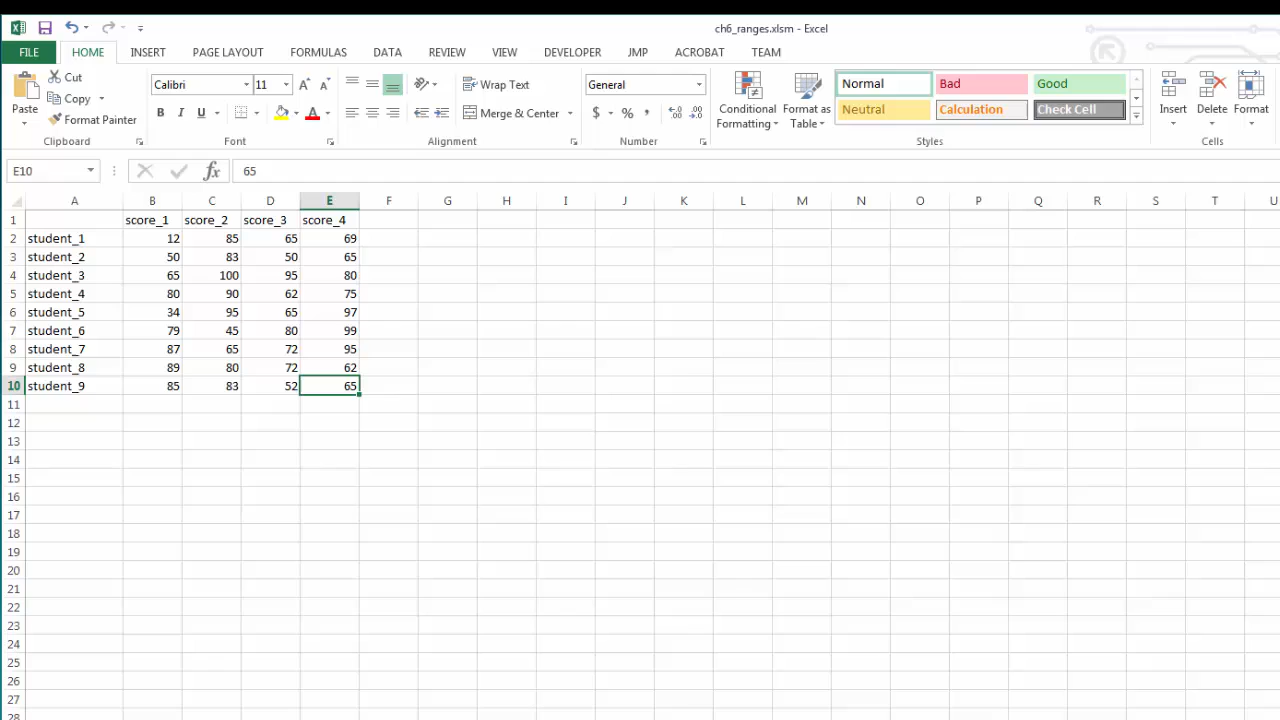 ch6_ranges.xlsm - Excel
FILE HOME INSERT PAGE LAYOUT FORMULAS DATA REVIEW VIEW DEVELOPER JMP ACROBAT TEAM
Paste
Cut
Copy
Format Painter
Clipboard
Calibri 11
B I U
Font
Wrap Text
Merge & Center
Alignment
General
$ % ,
Number
Conditional Formatting
Format as Table
Normal Bad Good
Neutral Calculation Check Cell
Styles
Insert Delete Format
Cells
E10 fx 65
A B C D E F G H I J K L M N O P Q R S T U
1 score_1 score_2 score_3 score_4
2 student_1 12 85 65 69
3 student_2 50 83 50 65
4 student_3 65 100 95 80
5 student_4 80 90 62 75
6 student_5 34 95 65 97
7 student_6 79 45 80 99
8 student_7 87 65 72 95
9 student_8 89 80 72 62
10 student_9 85 83 52 65
11
12
13
14
15
16
17
18
19
20
21
22
23
24
25
26
27
28